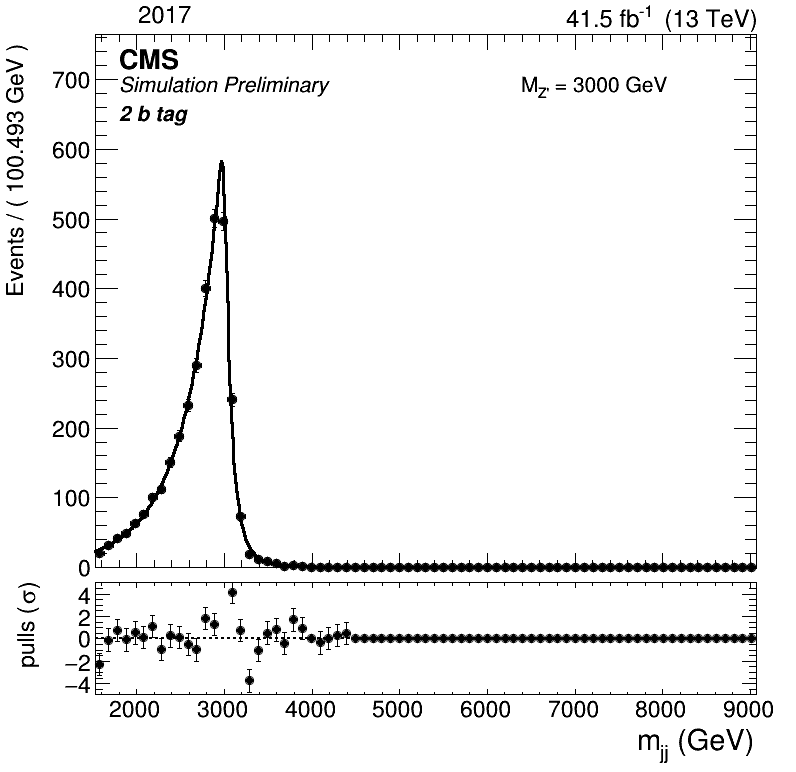 2017 41.5 fb⁻¹ (13 TeV)
CMS
Simulation Preliminary
2 b tag
M_Z' = 3000 GeV
Events / ( 100.493 GeV )
700
600
500
400
300
200
100
0
pulls (σ)
4
2
0
−2
−4
2000 3000 4000 5000 6000 7000 8000 9000
m_jj (GeV)